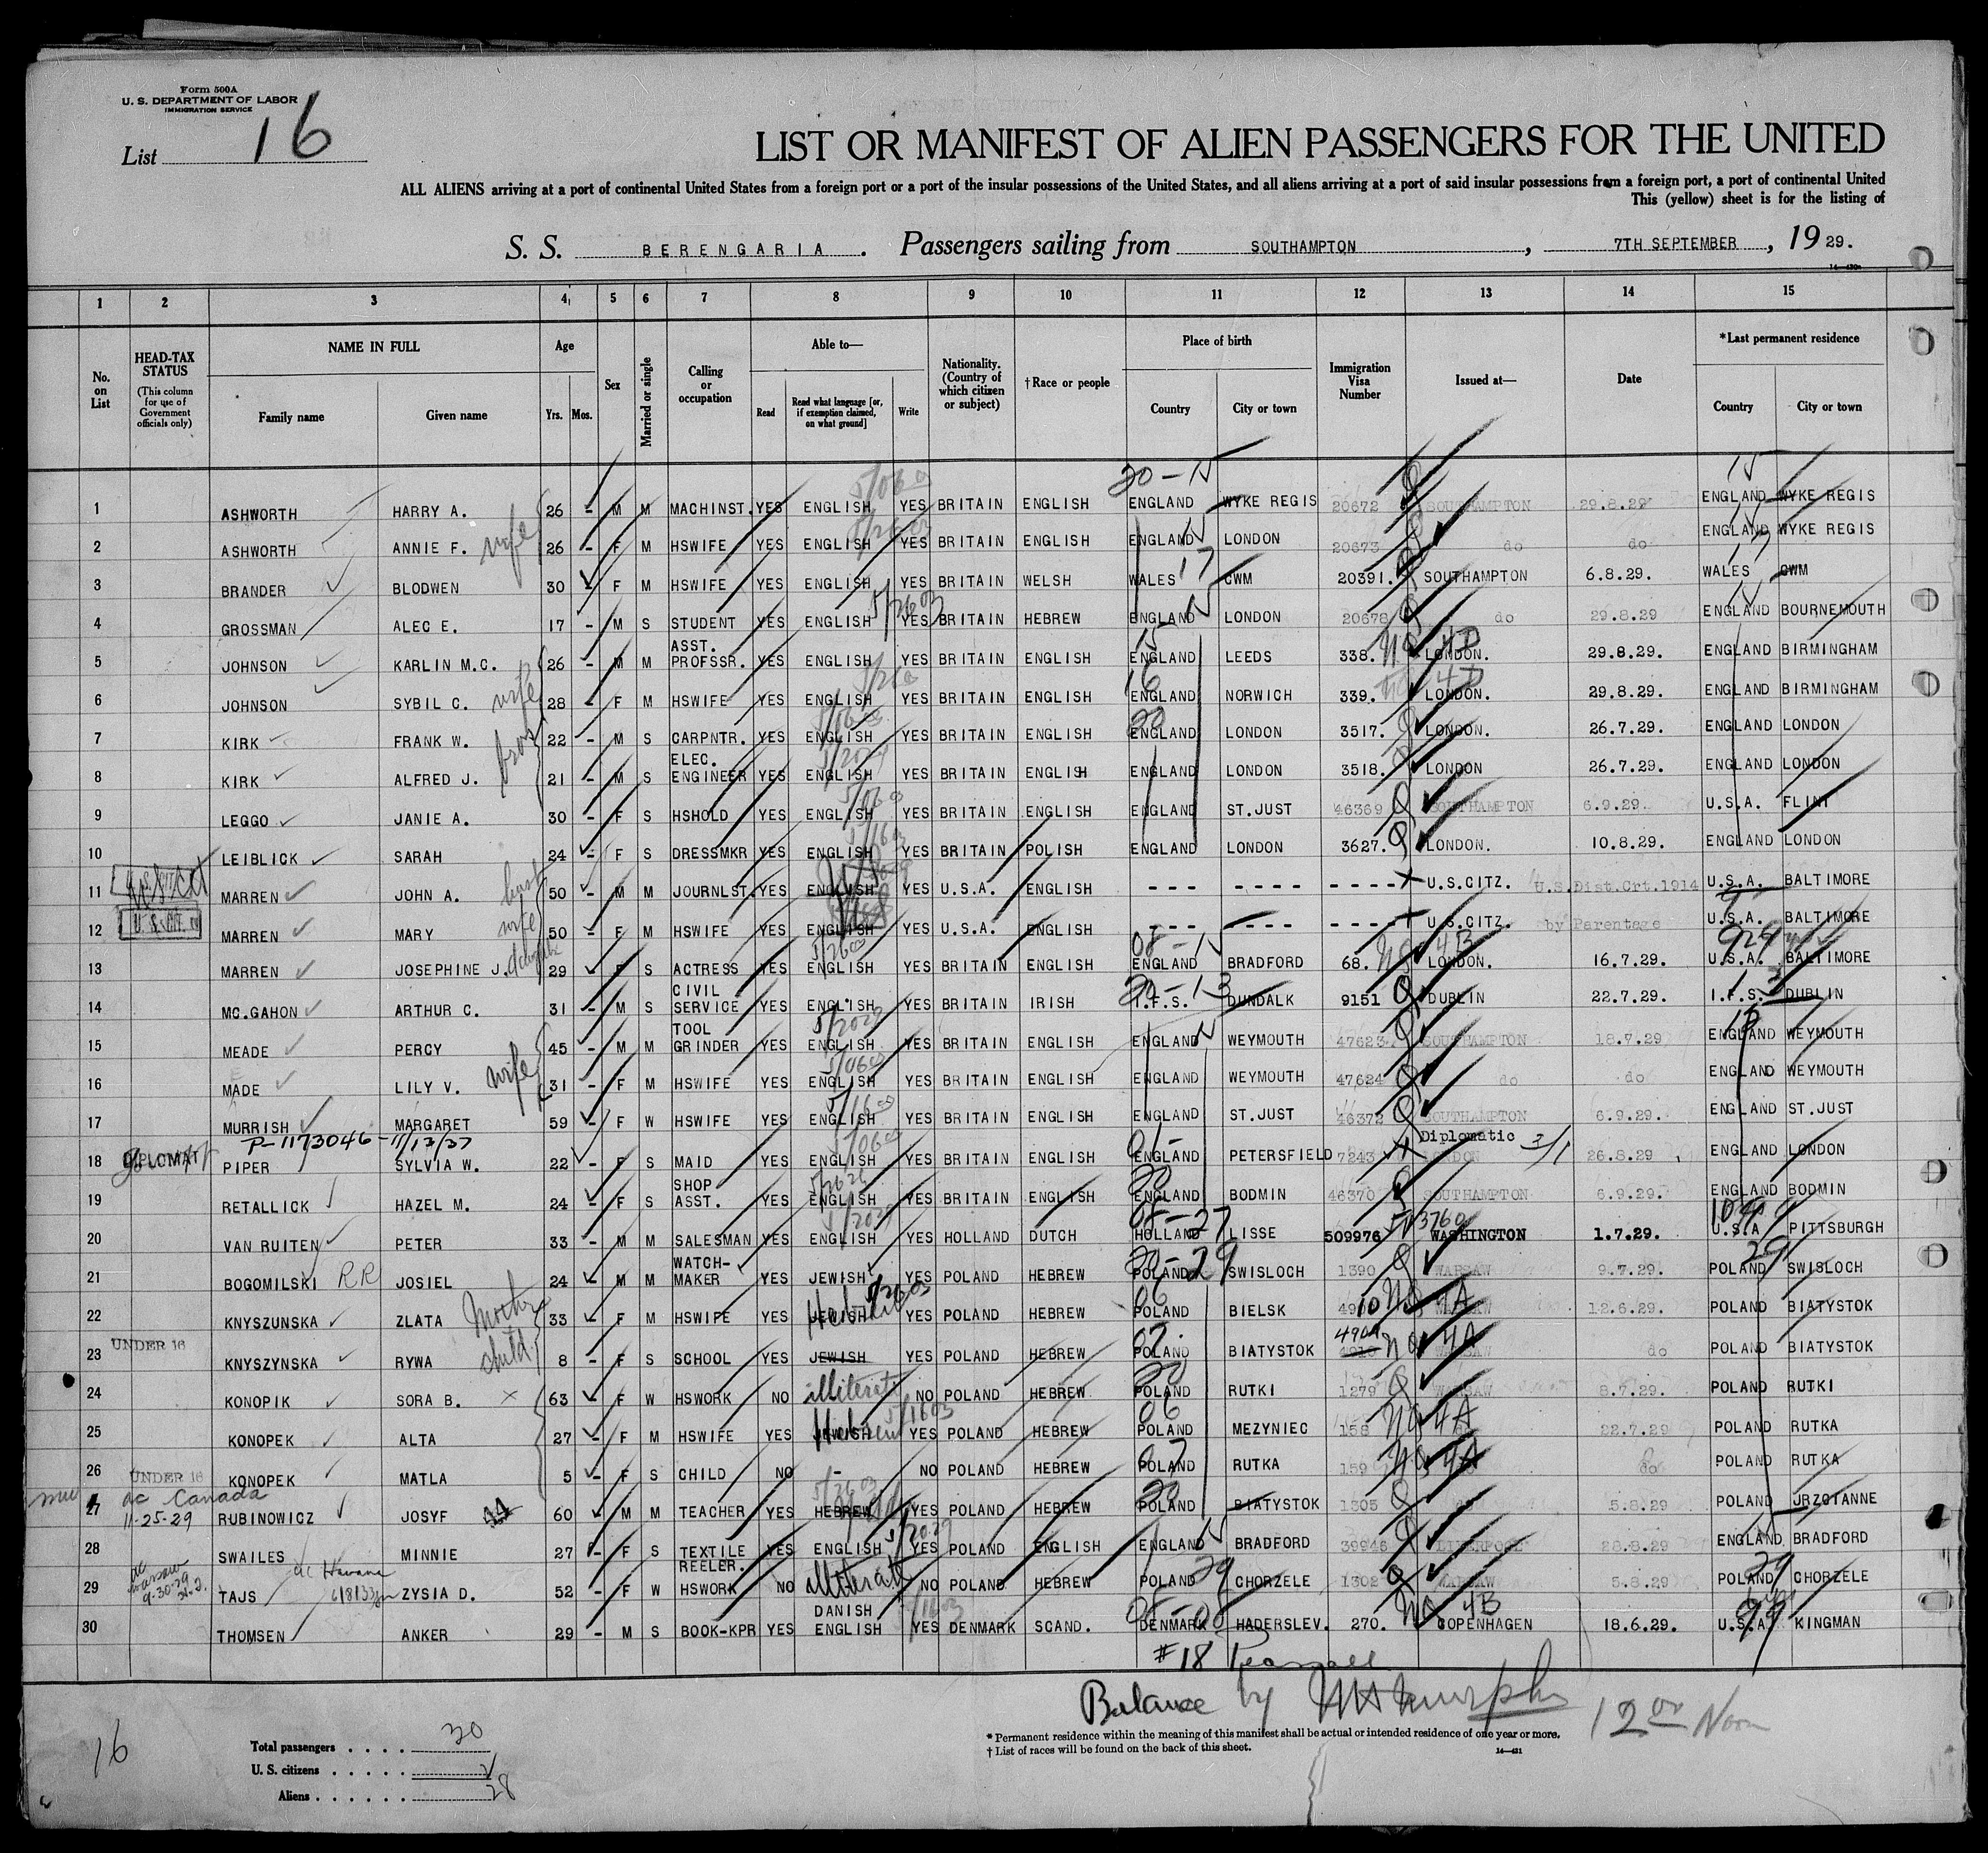 Form 500A
U. S. DEPARTMENT OF LABOR
IMMIGRATION SERVICE
List 16
LIST OR MANIFEST OF ALIEN PASSENGERS FOR THE UNITED
ALL ALIENS arriving at a port of continental United States from a foreign port or a port of the insular possessions of the United States, and all aliens arriving at a port of said insular possessions from a foreign port, a port of continental United
This (yellow) sheet is for the listing of
S. S. BERENGARIA. Passengers sailing from SOUTHAMPTON, 7TH SEPTEMBER, 1929.
1 2 3 4 5 6 7 8 9 10 11 12 13 14 15
No. on List
HEAD-TAX STATUS
(This column for use of Government officials only)
NAME IN FULL
Family name Given name
Age
Yrs. Mos.
Sex
Married or single
Calling or occupation
Able to—
Read Read what language [or, if exemption claimed, on what ground] Write
Nationality. (Country of which citizen or subject)
†Race or people
Place of birth
Country City or town
Immigration Visa Number
Issued at—
Date
*Last permanent residence
Country City or town
1 ASHWORTH HARRY A. 26 - M M MACHINST. YES ENGLISH YES BRITAIN ENGLISH ENGLAND WYKE REGIS 20672 SOUTHAMPTON 29.8.29 ENGLAND WYKE REGIS
2 ASHWORTH ANNIE F. wife 26 - F M HSWIFE YES ENGLISH YES BRITAIN ENGLISH ENGLAND LONDON 20673 do do ENGLAND WYKE REGIS
3 BRANDER BLODWEN 30 - F M HSWIFE YES ENGLISH YES BRITAIN WELSH WALES CWM 20391. SOUTHAMPTON 6.8.29. WALES CWM
4 GROSSMAN ALEC E. 17 - M S STUDENT YES ENGLISH YES BRITAIN HEBREW ENGLAND LONDON 20678 do 29.8.29 ENGLAND BOURNEMOUTH
5 JOHNSON KARLIN M.C. 26 - M M ASST. PROFSSR. YES ENGLISH YES BRITAIN ENGLISH ENGLAND LEEDS 338. LONDON. 29.8.29. ENGLAND BIRMINGHAM
6 JOHNSON SYBIL C. wife 28 - F M HSWIFE YES ENGLISH YES BRITAIN ENGLISH ENGLAND NORWICH 339. LONDON. 29.8.29. ENGLAND BIRMINGHAM
7 KIRK FRANK W. bros 22 - M S CARPNTR. YES ENGLISH YES BRITAIN ENGLISH ENGLAND LONDON 3517. LONDON. 26.7.29. ENGLAND LONDON
8 KIRK ALFRED J. 21 - M S ELEC. ENGINEER YES ENGLISH YES BRITAIN ENGLISH ENGLAND LONDON 3518. LONDON 26.7.29. ENGLAND LONDON
9 LEGGO JANIE A. 30 - F S HSHOLD YES ENGLISH YES BRITAIN ENGLISH ENGLAND ST.JUST 46369 SOUTHAMPTON 6.9.29. U.S.A. FLINT
10 LEIBLICK SARAH 24 - F S DRESSMKR YES ENGLISH YES BRITAIN POLISH ENGLAND LONDON 3627. LONDON. 10.8.29. ENGLAND LONDON
11 MARREN JOHN A. 50 - M M JOURNLST. YES ENGLISH YES U.S.A. ENGLISH --- ---- ---- U.S.CITZ. U.S.Dist.Crt.1914 U.S.A. BALTIMORE
12 MARREN MARY wife 50 - F M HSWIFE YES ENGLISH YES U.S.A. ENGLISH --- ---- ---- U.S.CITZ. by Parentage U.S.A. BALTIMORE
13 MARREN JOSEPHINE J. 29 F S ACTRESS YES ENGLISH YES BRITAIN ENGLISH ENGLAND BRADFORD 68. LONDON. 16.7.29. U.S.A. BALTIMORE
14 MC.GAHON ARTHUR C. 31 - M S CIVIL SERVICE YES ENGLISH YES BRITAIN IRISH I.F.S. DUNDALK 9151 DUBLIN 22.7.29. I.F.S. DUBLIN
15 MEADE PERCY 45 - M M TOOL GRINDER YES ENGLISH YES BRITAIN ENGLISH ENGLAND WEYMOUTH 47623 SOUTHAMPTON 18.7.29 ENGLAND WEYMOUTH
16 MADE LILY V. wife 31 - F M HSWIFE YES ENGLISH YES BRITAIN ENGLISH ENGLAND WEYMOUTH 47624 do do ENGLAND WEYMOUTH
17 MURRISH MARGARET 59 - F W HSWIFE YES ENGLISH YES BRITAIN ENGLISH ENGLAND ST.JUST 46372 SOUTHAMPTON 6.9.29. ENGLAND ST.JUST
P-1173046-11/13/37 Diplomatic 3/1
18 DIPLOMAT PIPER SYLVIA W. 22 - F S MAID YES ENGLISH YES BRITAIN ENGLISH ENGLAND PETERSFIELD 7243 LONDON 26.8.29 ENGLAND LONDON
19 RETALLICK HAZEL M. 24 - F S SHOP ASST. YES ENGLISH YES BRITAIN ENGLISH ENGLAND BODMIN 46370 SOUTHAMPTON 6.9.29. ENGLAND BODMIN
20 VAN RUITEN PETER 33 - M M SALESMAN YES ENGLISH YES HOLLAND DUTCH HOLLAND LISSE 509976 WASHINGTON 1.7.29. U.S.A. PITTSBURGH
21 BOGOMILSKI RR JOSIEL 24 - M M WATCH-MAKER YES JEWISH YES POLAND HEBREW POLAND SWISLOCH 1390 WARSAW 9.7.29. POLAND SWISLOCH
22 KNYSZUNSKA ZLATA Mother 33 - F M HSWIFE YES JEWISH YES POLAND HEBREW POLAND BIELSK WARSAW 12.6.29. POLAND BIATYSTOK
UNDER 16
23 KNYSZYNSKA RYWA child 8 - F S SCHOOL YES JEWISH YES POLAND HEBREW POLAND BIATYSTOK WARSAW do POLAND BIATYSTOK
24 KONOPIK SORA B. 63 - F W HSWORK NO illiterate NO POLAND HEBREW POLAND RUTKI 1279 WARSAW 8.7.29. POLAND RUTKI
25 KONOPEK ALTA 27 - F M HSWIFE YES JEWISH Hebrew YES POLAND HEBREW POLAND MEZYNIEC 158 22.7.29 POLAND RUTKA
26 UNDER 16 KONOPEK MATLA 5 - F S CHILD NO - NO POLAND HEBREW POLAND RUTKA 159 do POLAND RUTKA
ac Canada
27 11-25-29 RUBINOWICZ JOSYF 60 M M TEACHER YES HEBREW YES POLAND HEBREW POLAND BIATYSTOK 1305 5.8.29 POLAND JRZCIANNE
28 SWAILES MINNIE 27 - F S TEXTILE REELER. YES ENGLISH YES POLAND ENGLISH ENGLAND BRADFORD 39946 LIVERPOOL 28.8.29 ENGLAND BRADFORD
ac Havana
29 9-30-29 TAJS ZYSIA D. 52 - F W HSWORK NO illiterate NO POLAND HEBREW POLAND CHORZELE 1302 WARSAW 5.8.29 POLAND CHORZELE
30 THOMSEN ANKER 29 - M S BOOK-KPR YES DANISH ENGLISH YES DENMARK SCAND. DENMARK HADERSLEV. 270. COPENHAGEN 18.6.29. U.S.A. KINGMAN
#18
Balance by Murphy 12 00 Noon
* Permanent residence within the meaning of this manifest shall be actual or intended residence of one year or more.
† List of races will be found on the back of this sheet.
14—431
16
Total passengers . . . . 30
U. S. citizens . . . . . 2
Aliens . . . . . . 28